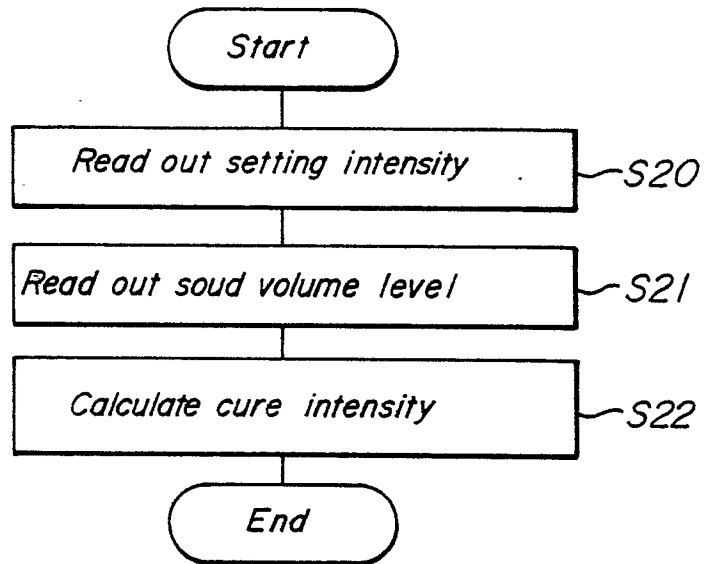 Start
Read out setting intensity
S20
Read out soud volume level
S21
Calculate cure intensity
S22
End